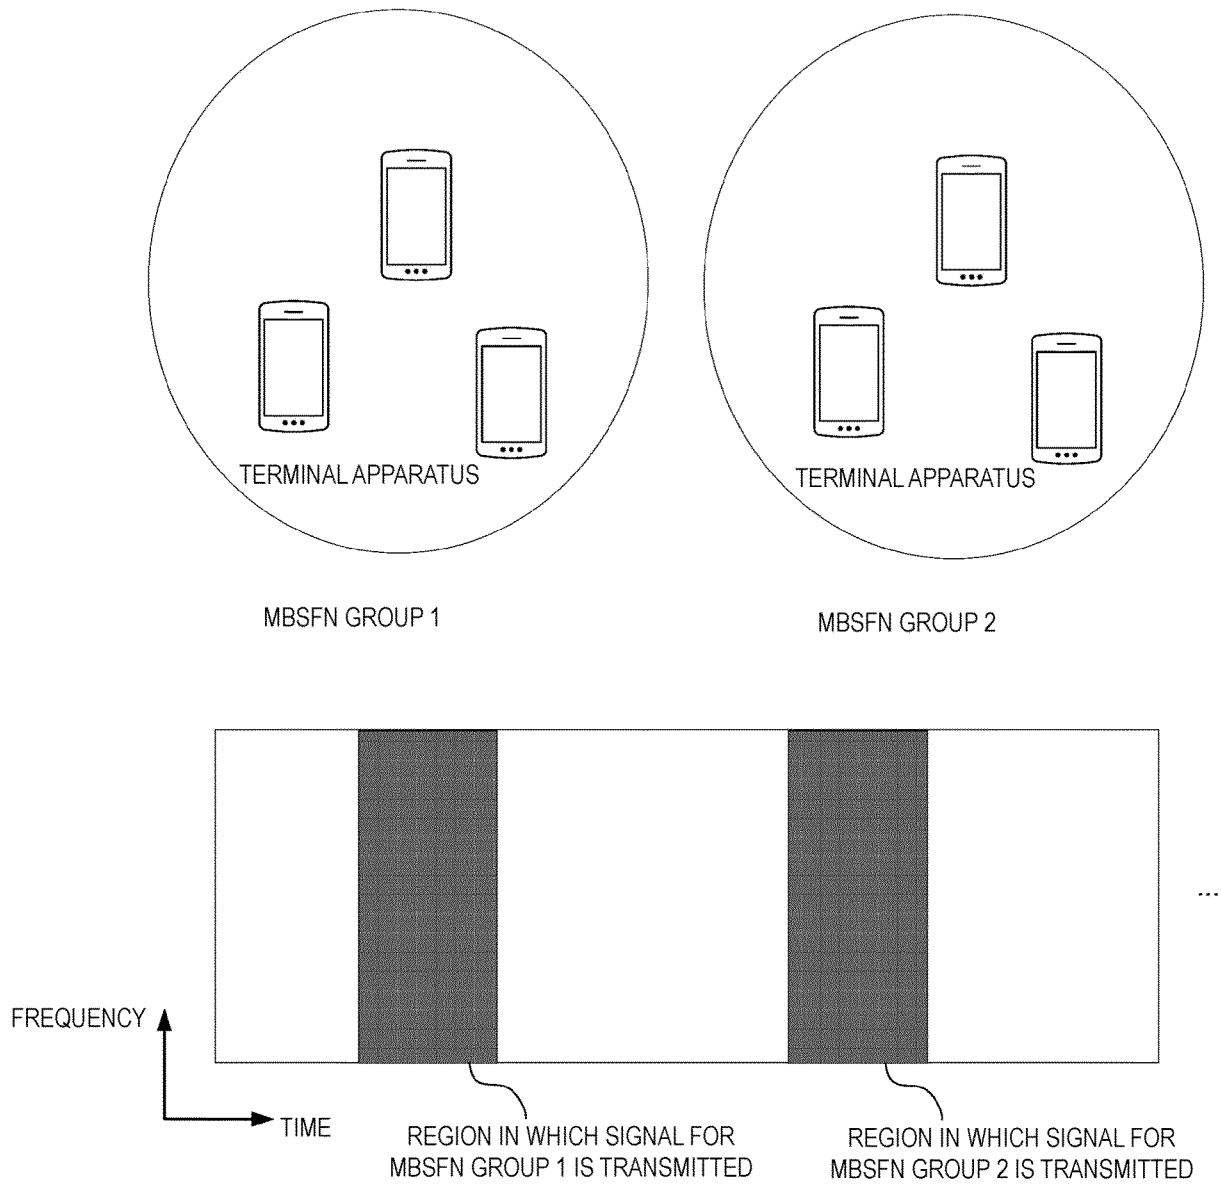 TERMINAL APPARATUS
TERMINAL APPARATUS
MBSFN GROUP 1
MBSFN GROUP 2
...
FREQUENCY
TIME
REGION IN WHICH SIGNAL FOR
MBSFN GROUP 1 IS TRANSMITTED
REGION IN WHICH SIGNAL FOR
MBSFN GROUP 2 IS TRANSMITTED